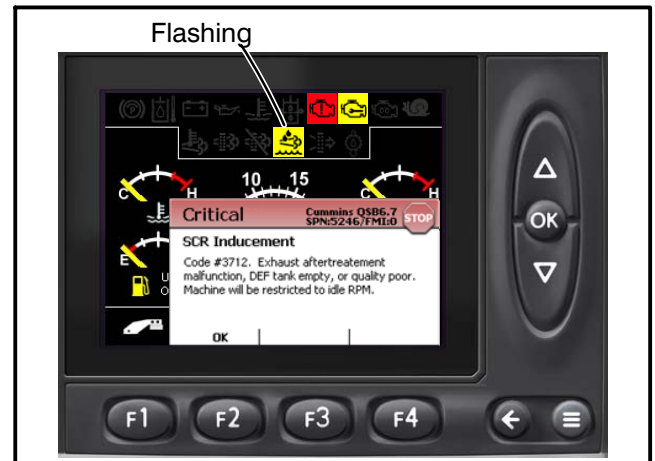 Flashing
10 15
C H C H
Critical
Cummins QSB6.7
SPN:5246/FMI:0
STOP
SCR Inducement
E
Code #3712. Exhaust aftertreatement
malfunction, DEF tank empty, or quality poor.
Machine will be restricted to idle RPM.
U
O
OK
OK
F1 F2 F3 F4